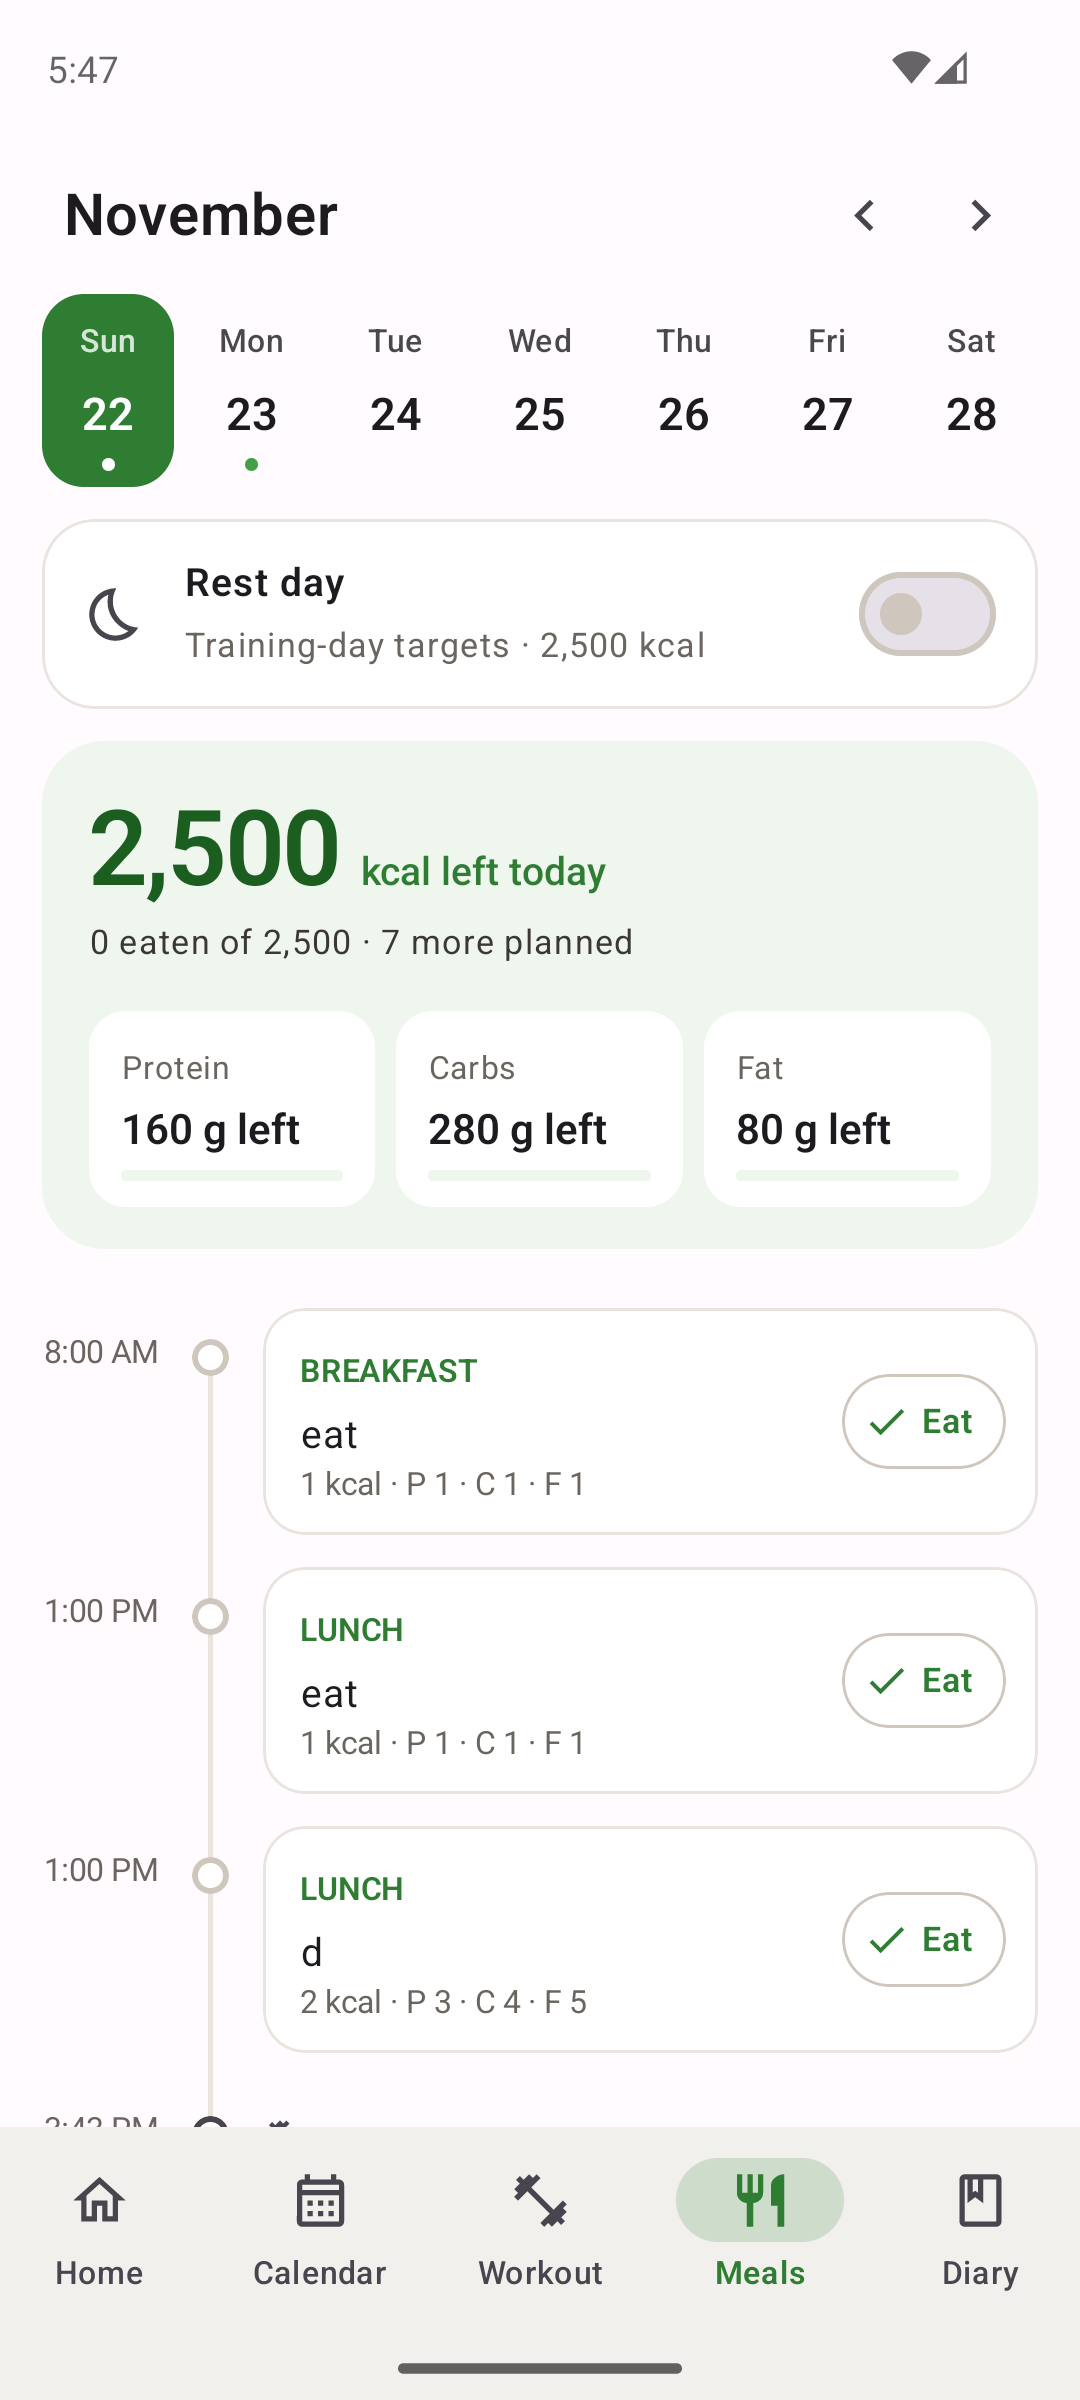 5:47
November
Sun Mon Tue Wed Thu Fri Sat
22 23 24 25 26 27 28
Rest day
Training-day targets · 2,500 kcal
2,500 kcal left today
0 eaten of 2,500 · 7 more planned
Protein Carbs Fat
160 g left 280 g left 80 g left
8:00 AM
BREAKFAST
eat
1 kcal · P 1 · C 1 · F 1
Eat
1:00 PM
LUNCH
eat
1 kcal · P 1 · C 1 · F 1
Eat
1:00 PM
LUNCH
d
2 kcal · P 3 · C 4 · F 5
Eat
Home Calendar Workout Meals Diary